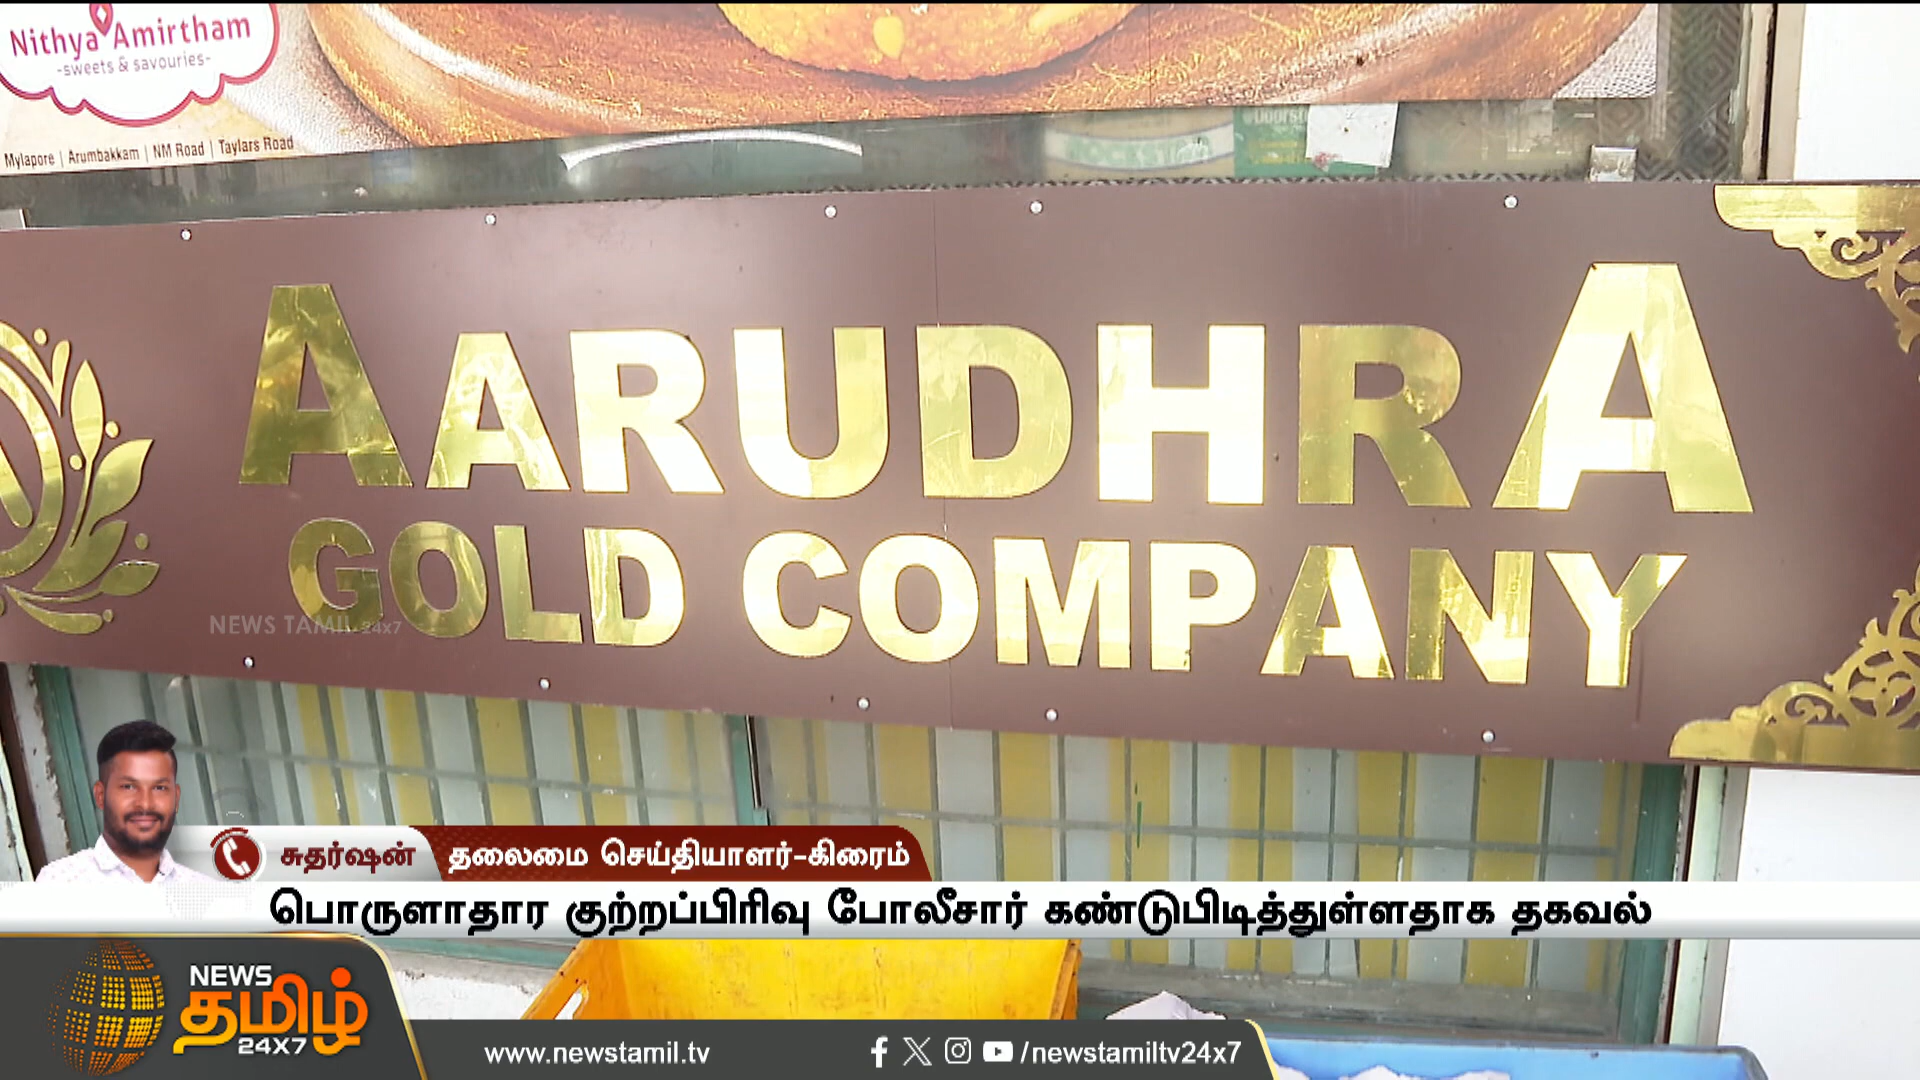 Nithya Amirtham
-sweets & savouries-
Mylapore | Arumbakkam | NM Road | Taylars Road
AARUDHRA
GOLD COMPANY
NEWS TAMIL 24x7
சுதர்ஷன் தலைமை செய்தியாளர்-கிரைம்
பொருளாதார குற்றப்பிரிவு போலீசார் கண்டுபிடித்துள்ளதாக தகவல்
NEWS
தமிழ்
24X7
www.newstamil.tv /newstamiltv24x7